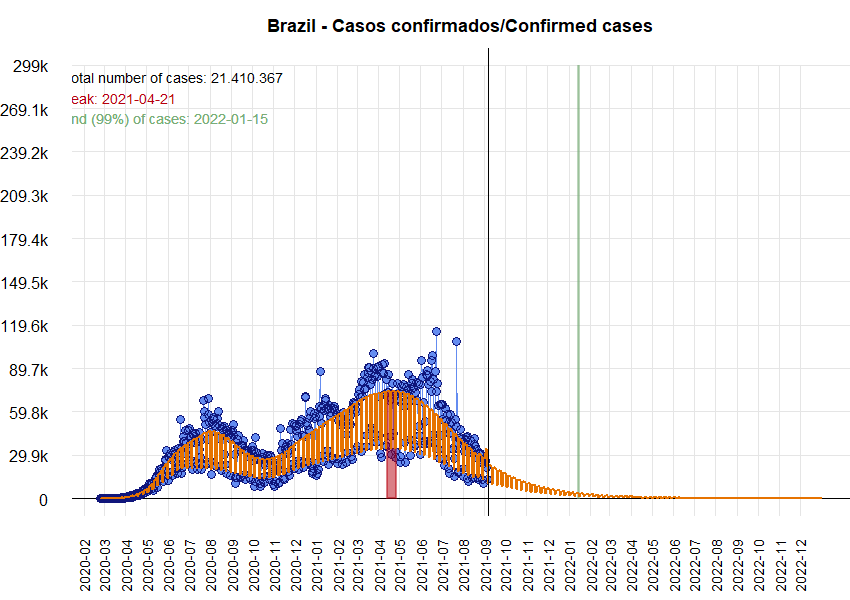 Brazil - Casos confirmados/Confirmed cases
299k
269.1k
239.2k
209.3k
179.4k
149.5k
119.6k
89.7k
59.8k
29.9k
0
otal number of cases: 21.410.367
eak: 2021-04-21
nd (99%) of cases: 2022-01-15
2020-02
2020-03
2020-04
2020-05
2020-06
2020-07
2020-08
2020-09
2020-10
2020-11
2020-12
2021-01
2021-02
2021-03
2021-04
2021-05
2021-06
2021-07
2021-08
2021-09
2021-10
2021-11
2021-12
2022-01
2022-02
2022-03
2022-04
2022-05
2022-06
2022-07
2022-08
2022-09
2022-10
2022-11
2022-12